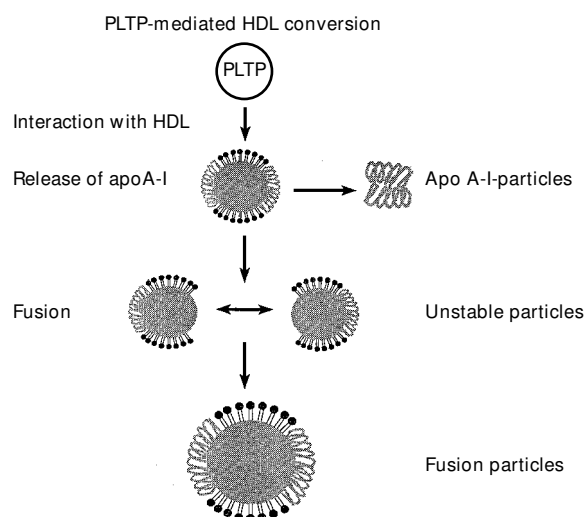 PLTP-mediated HDL conversion
PLTP
Interaction with HDL
Release of apoA-I
Apo A-I-particles
Fusion
Unstable particles
Fusion particles